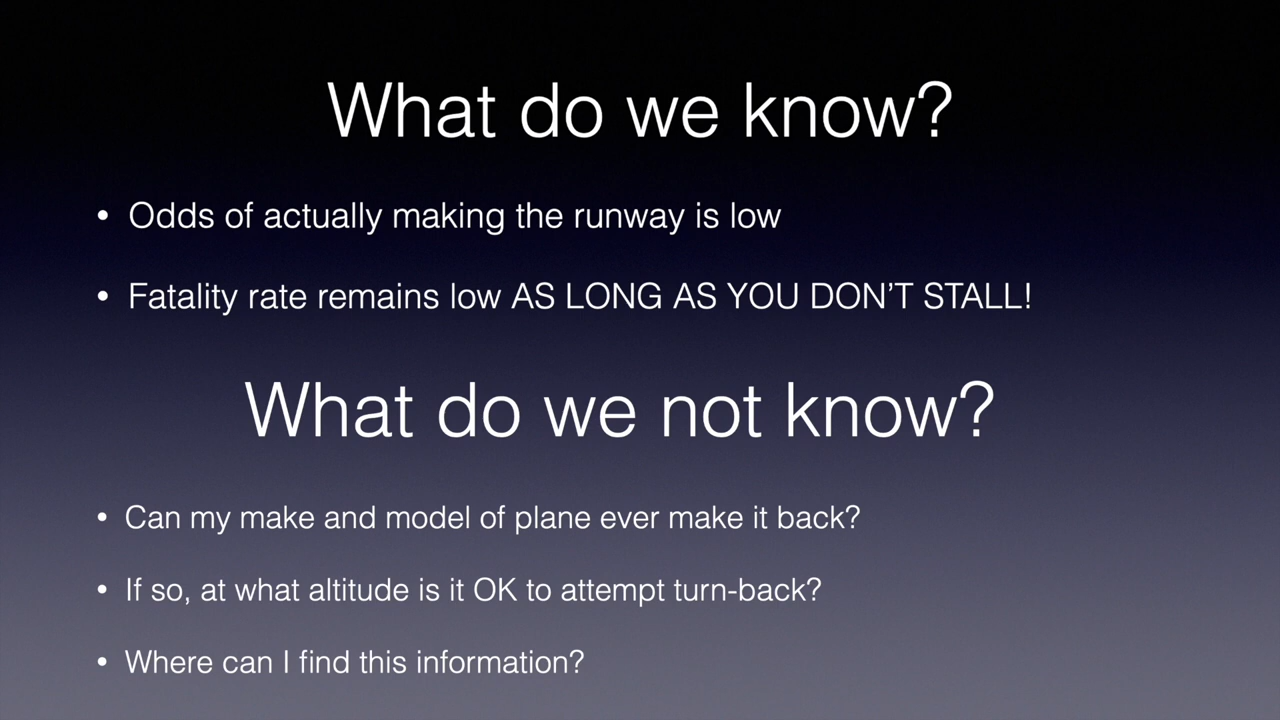 What do we know?
• Odds of actually making the runway is low
• Fatality rate remains low AS LONG AS YOU DON’T STALL!
What do we not know?
• Can my make and model of plane ever make it back?
• If so, at what altitude is it OK to attempt turn-back?
• Where can I find this information?